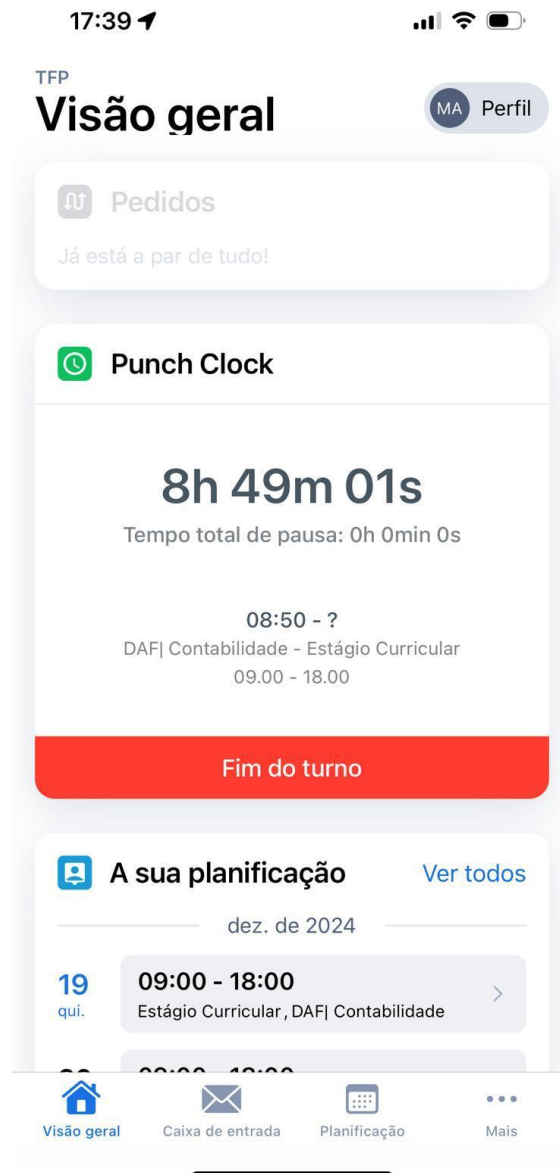 17:39
TFP
Visão geral
MA Perfil
Pedidos
Já está a par de tudo!
Punch Clock
8h 49m 01s
Tempo total de pausa: 0h 0min 0s
08:50 - ?
DAF| Contabilidade - Estágio Curricular
09.00 - 18.00
Fim do turno
A sua planificação Ver todos
dez. de 2024
19 09:00 - 18:00
qui. Estágio Curricular , DAF| Contabilidade
Visão geral Caixa de entrada Planificação Mais